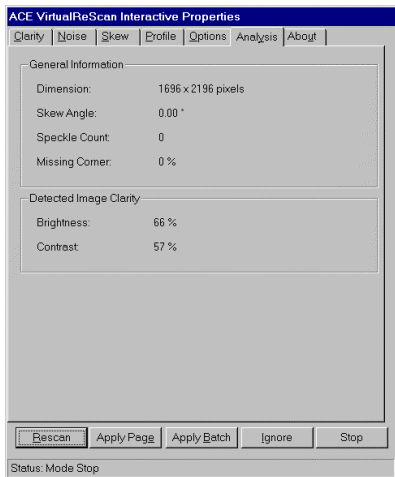 ACE VirtualReScan Interactive Properties
Clarity Noise Skew Profile Options Analysis About
General Information
Dimension: 1696 x 2196 pixels
Skew Angle: 0.00 °
Speckle Count: 0
Missing Corner: 0 %
Detected Image Clarity
Brightness: 66 %
Contrast: 57 %
Rescan Apply Page Apply Batch Ignore Stop
Status: Mode Stop